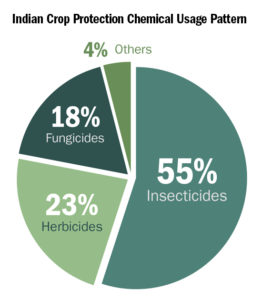 Indian Crop Protection Chemical Usage Pattern
4% Others
18%
Fungicides
55%
Insecticides
23%
Herbicides